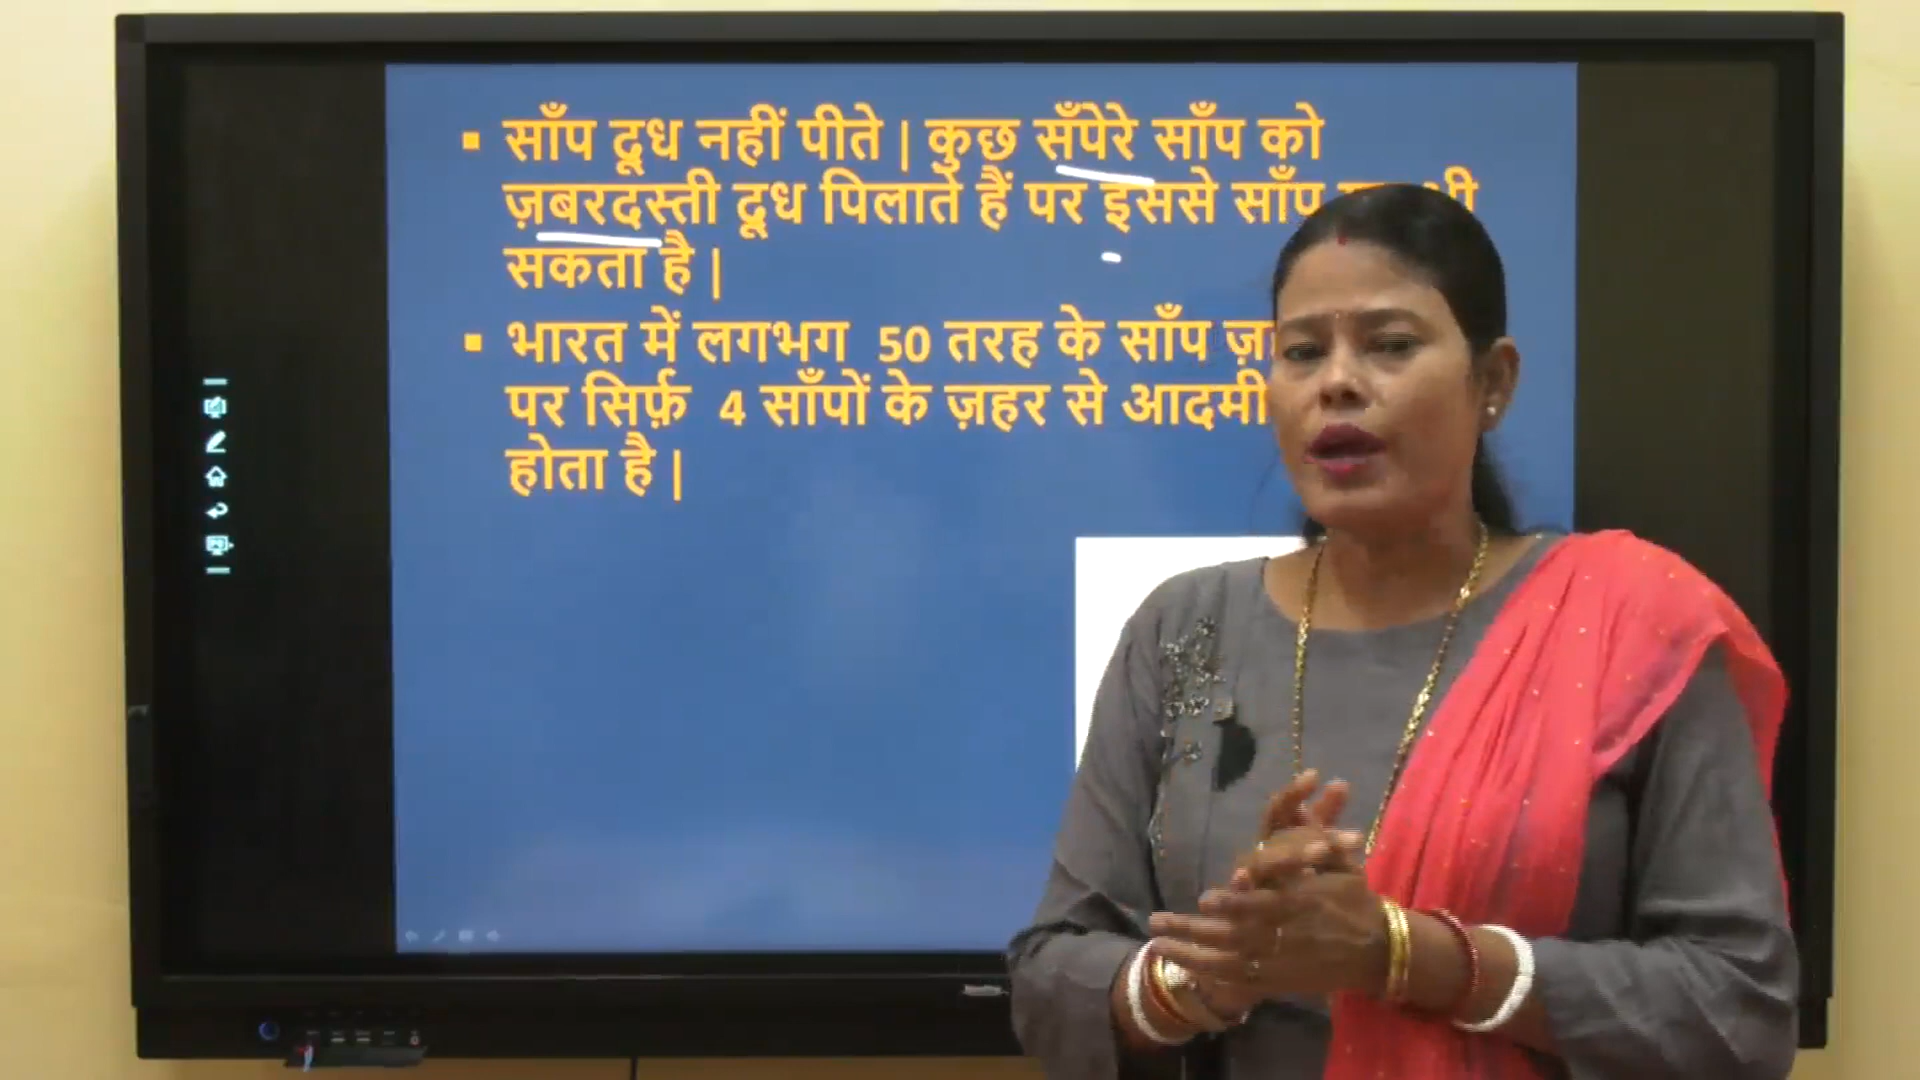 ▪ साँप दूध नहीं पीते | कुछ सँपेरे साँप को
ज़बरदस्ती दूध पिलाते हैं पर इससे साँप भी
सकता है |
▪ भारत में लगभग 50 तरह के साँप
पर सिर्फ़ 4 साँपों के ज़हर से आदमी
होता है |